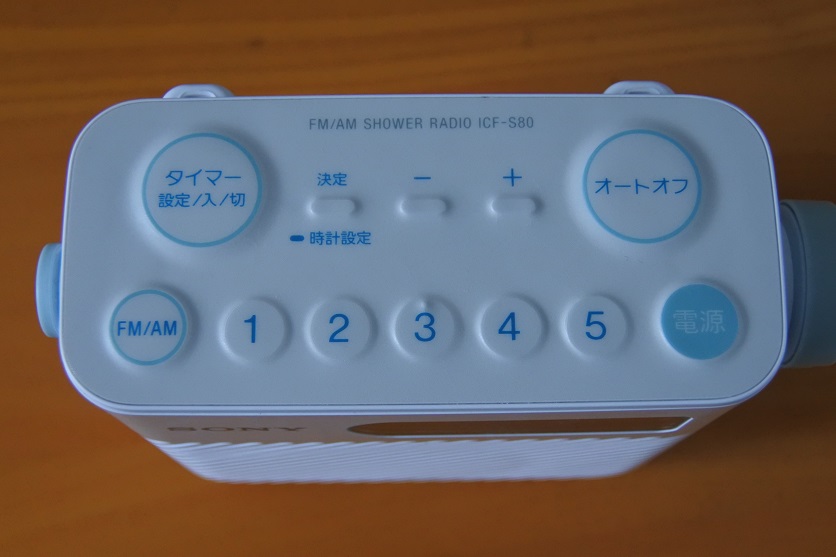 FM/AM SHOWER RADIO ICF-S80
タイマー
設定/入/切
決定
−
+
オートオフ
時計設定
FM/AM
1
2
3
4
5
電源
SONY